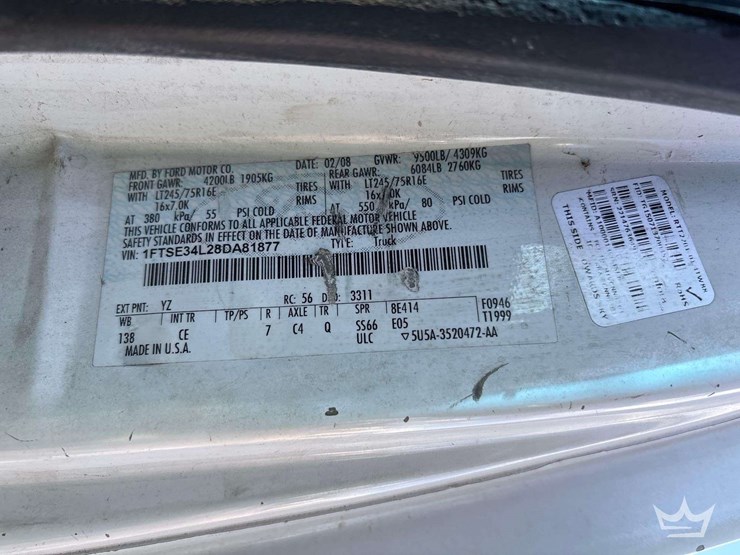 MFD. BY FORD MOTOR CO. DATE: 02/08 GVWR: 9500LB/ 4309KG
FRONT GAWR: 4200LB 1905KG TIRES REAR GAWR: 6084LB 2760KG TIRES
WITH LT245/75R16E RIMS WITH LT245/75R16E RIMS
16x7.0K 16x7.0K
AT 380 kPa/ 55 PSI COLD AT 550 kPa/ 80 PSI COLD
THIS VEHICLE CONFORMS TO ALL APPLICABLE FEDERAL MOTOR VEHICLE
SAFETY STANDARDS IN EFFECT ON THE DATE OF MANUFACTURE SHOWN ABOVE.
VIN: 1FTSE34L28DA81877 TYPE: Truck
EXT PNT: YZ RC: 56 DSO: 3311
WB INT TR TP/PS R AXLE TR SPR 8E414 F0946
138 CE 7 C4 Q SS66 E05 T1999
MADE IN U.S.A. ULC ▽5U5A-3520472-AA
THIS SIDE